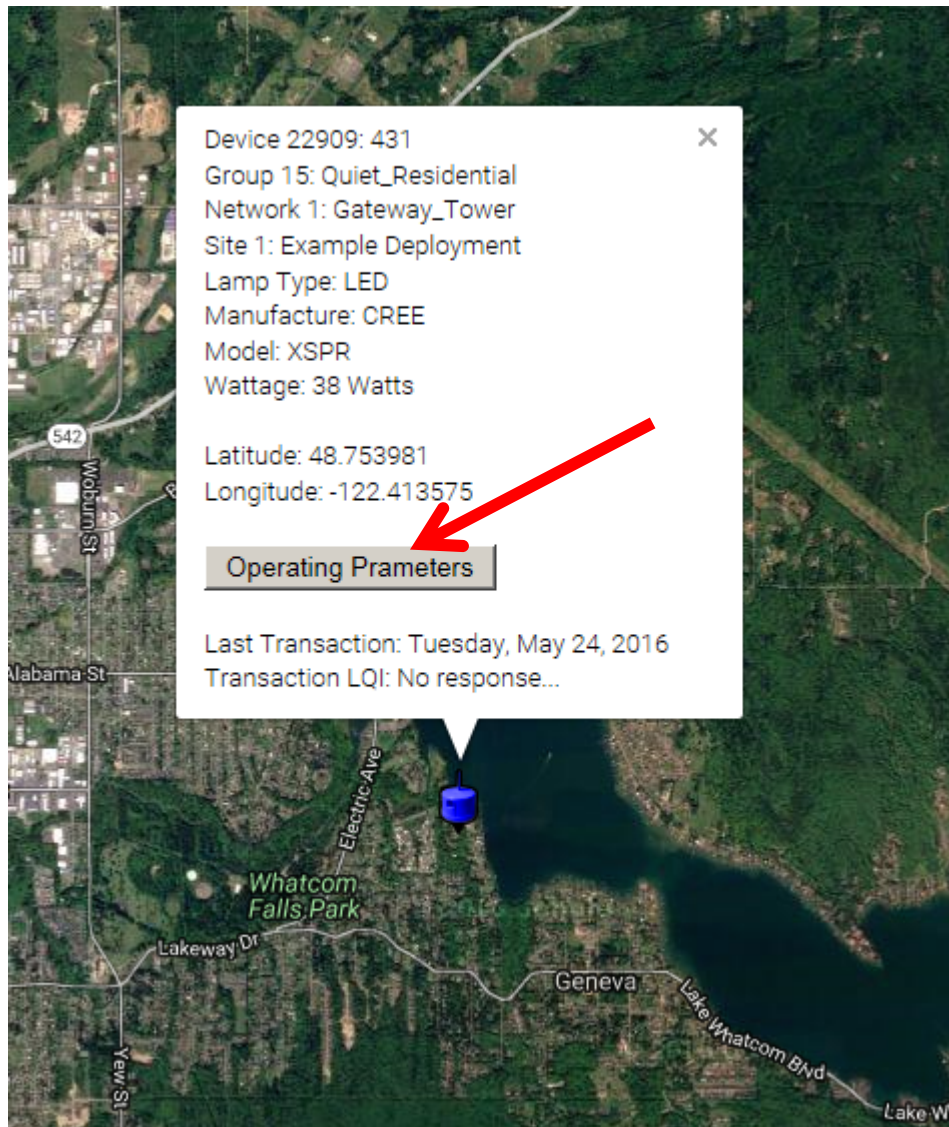 Device 22909: 431
Group 15: Quiet_Residential
Network 1: Gateway_Tower
Site 1: Example Deployment
Lamp Type: LED
Manufacture: CREE
Model: XSPR
Wattage: 38 Watts
Latitude: 48.753981
Longitude: -122.413575
Operating Prameters
Last Transaction: Tuesday, May 24, 2016
Transaction LQI: No response...
542
Woburn St
Alabama St
Electric Ave
Whatcom
Falls Park
Lakeway Dr
Geneva
Lake Whatcom Blvd
Yew St
Lake W